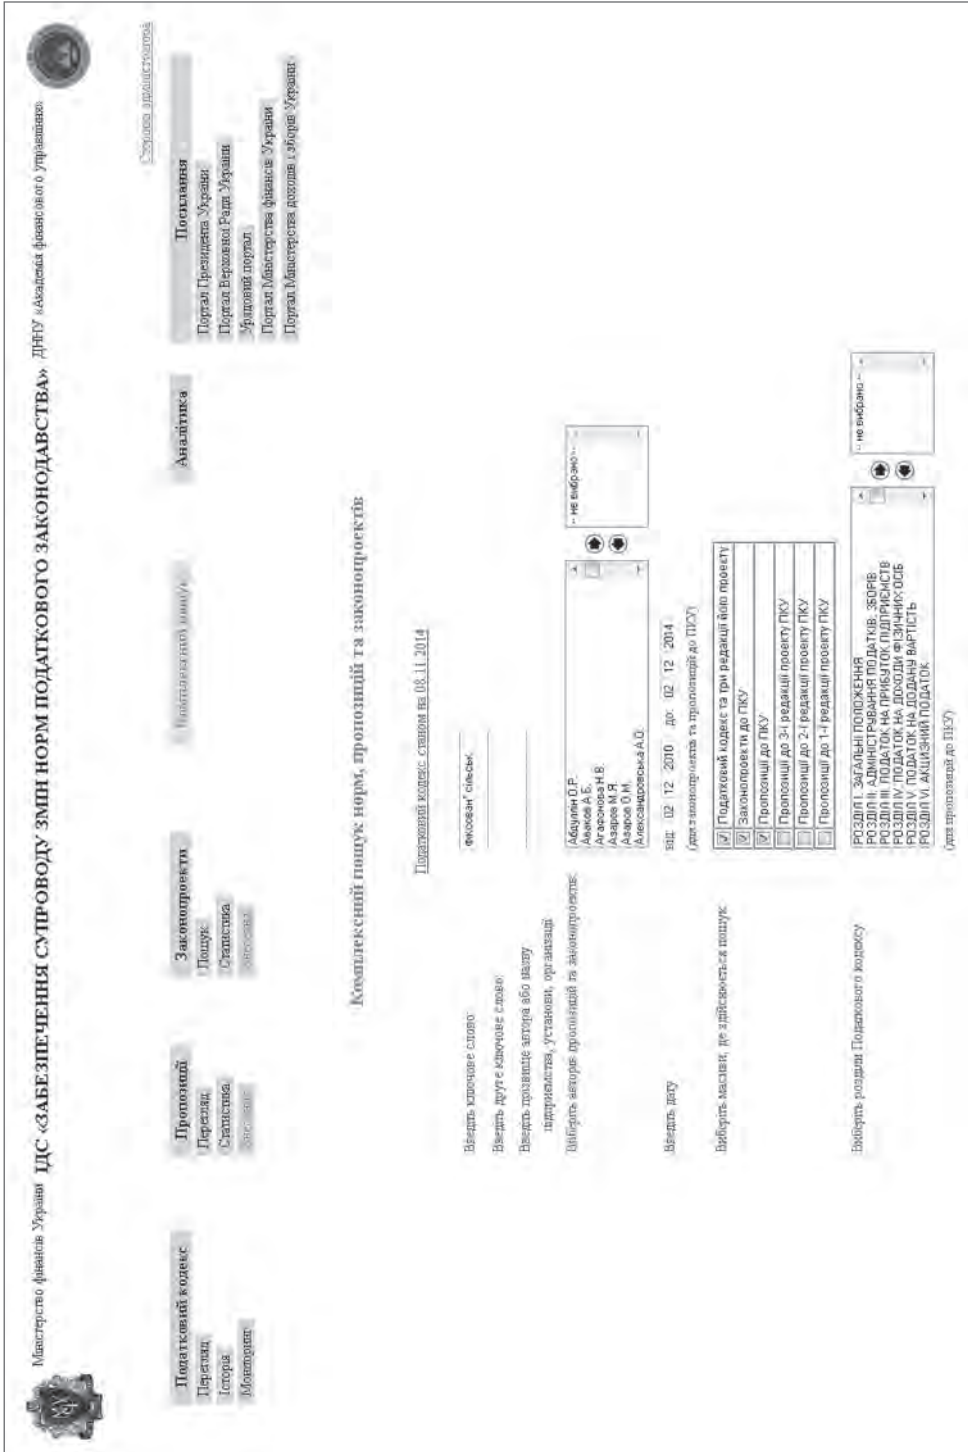 Міністерство фінансів України ІДС «ЗАБЕЗПЕЧЕННЯ СУПРОВОДУ ЗМІН НОРМ ПОДАТКОВОГО ЗАКОНОДАВСТВА» ДННУ «Академія фінансового управління»
Сторінка адміністратора
Податковий кодекс
Перегляд
Історія
Моніторинг
Пропозиції
Перегляд
Статистика
Законопроекти
Пошук
Статистика
Комплексний пошук
Аналітика
Посилання
Портал Президента України
Портал Верховної Ради України
Урядовий портал
Портал Міністерства фінансів України
Портал Міністерства доходів і зборів України
Комплексний пошук норм, пропозицій та законопроектів
Податковий кодекс станом на 08.11.2014
Введіть ключове слово: фіксован* сільськ.
Введіть друге ключове слово:
Введіть прізвище автора або назву
підприємства, установи, організації
Виберіть авторів пропозицій та законопроектів:
Абдуллін О.Р.
Аваков А.Б.
Агафонова Н.В.
Азаров М.Я.
Азаров О.М.
Александровська А.О.
-- не вибрано --
Введіть дату
від: 02 12 2010 до: 02 12 2014
(для законопроектів та пропозицій до ПКУ)
Виберіть масиви, де здійснюється пошук:
Податковий кодекс та три редакції його проекту
Законопроекти до ПКУ
Пропозиції до ПКУ
Пропозиції до 3-ї редакції проекту ПКУ
Пропозиції до 2-ї редакції проекту ПКУ
Пропозиції до 1-ї редакції проекту ПКУ
Виберіть розділи Податкового кодексу
РОЗДІЛ I. ЗАГАЛЬНІ ПОЛОЖЕННЯ
РОЗДІЛ II. АДМІНІСТРУВАННЯ ПОДАТКІВ, ЗБОРІВ
РОЗДІЛ III. ПОДАТОК НА ПРИБУТОК ПІДПРИЄМСТВ
РОЗДІЛ IV. ПОДАТОК НА ДОХОДИ ФІЗИЧНИХ ОСІБ
РОЗДІЛ V. ПОДАТОК НА ДОДАНУ ВАРТІСТЬ
РОЗДІЛ VI. АКЦИЗНИЙ ПОДАТОК
-- не вибрано --
(для пропозицій до ПКУ)